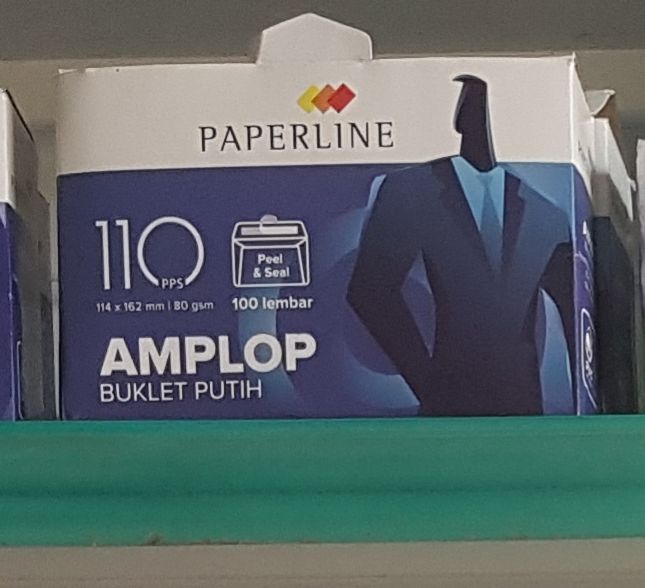 PAPERLINE
110 PPS
Peel
& Seal
114 x 162 mm | 80 gsm
100 lembar
AMPLOP
BUKLET PUTIH